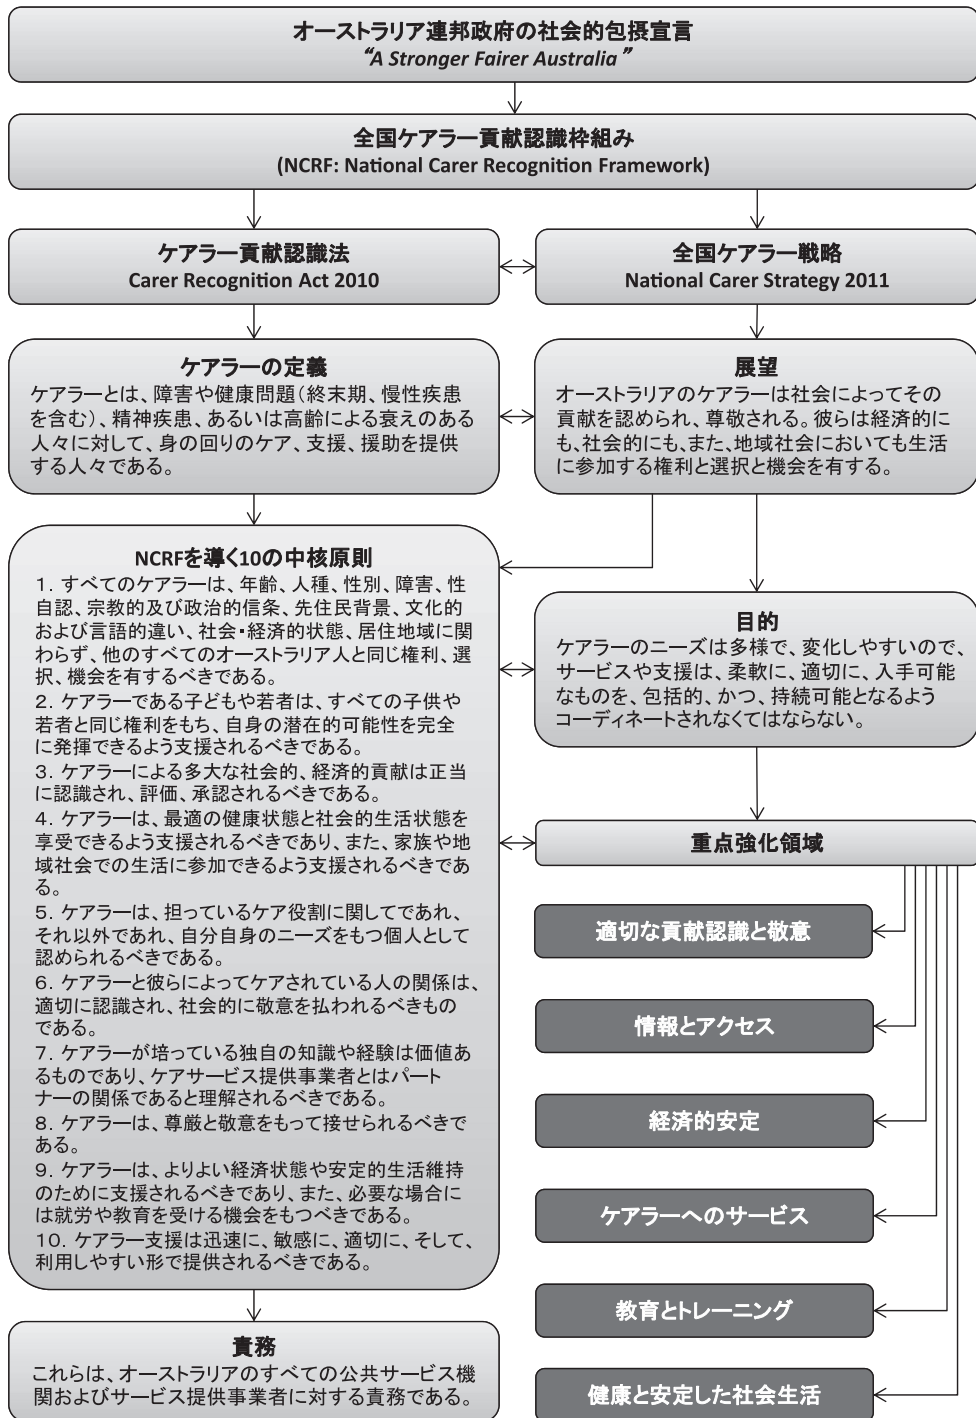 オーストラリア連邦政府の社会的包摂宣言
“A Stronger Fairer Australia”
全国ケアラー貢献認識枠組み
(NCRF: National Carer Recognition Framework)
ケアラー貢献認識法
Carer Recognition Act 2010
全国ケアラー戦略
National Carer Strategy 2011
ケアラーの定義
ケアラーとは、障害や健康問題(終末期、慢性疾患
を含む)、精神疾患、あるいは高齢による衰えのある
人々に対して、身の回りのケア、支援、援助を提供
する人々である。
展望
オーストラリアのケアラーは社会によってその
貢献を認められ、尊敬される。彼らは経済的に
も、社会的にも、また、地域社会においても生活
に参加する権利と選択と機会を有する。
NCRFを導く10の中核原則
1. すべてのケアラーは、年齢、人種、性別、障害、性
自認、宗教的及び政治的信条、先住民背景、文化的
および言語的違い、社会・経済的状態、居住地域に関
わらず、他のすべてのオーストラリア人と同じ権利、選
択、機会を有するべきである。
2. ケアラーである子どもや若者は、すべての子供や
若者と同じ権利をもち、自身の潜在的可能性を完全
に発揮できるよう支援されるべきである。
3. ケアラーによる多大な社会的、経済的貢献は正当
に認識され、評価、承認されるべきである。
4. ケアラーは、最適の健康状態と社会的生活状態を
享受できるよう支援されるべきであり、また、家族や地
域社会での生活に参加できるよう支援されるべきであ
る。
5. ケアラーは、担っているケア役割に関してであれ、
それ以外であれ、自分自身のニーズをもつ個人として
認められるべきである。
6. ケアラーと彼らによってケアされている人の関係は、
適切に認識され、社会的に敬意を払われるべきもの
である。
7. ケアラーが培っている独自の知識や経験は価値あ
るものであり、ケアサービス提供事業者とはパート
ナーの関係であると理解されるべきである。
8. ケアラーは、尊厳と敬意をもって接せられるべきで
ある。
9. ケアラーは、よりよい経済状態や安定的生活維持
のために支援されるべきであり、また、必要な場合に
は就労や教育を受ける機会をもつべきである。
10. ケアラー支援は迅速に、敏感に、適切に、そして、
利用しやすい形で提供されるべきである。
目的
ケアラーのニーズは多様で、変化しやすいので、
サービスや支援は、柔軟に、適切に、入手可能
なものを、包括的、かつ、持続可能となるよう
コーディネートされなくてはならない。
重点強化領域
適切な貢献認識と敬意
情報とアクセス
経済的安定
ケアラーへのサービス
教育とトレーニング
健康と安定した社会生活
責務
これらは、オーストラリアのすべての公共サービス機
関およびサービス提供事業者に対する責務である。